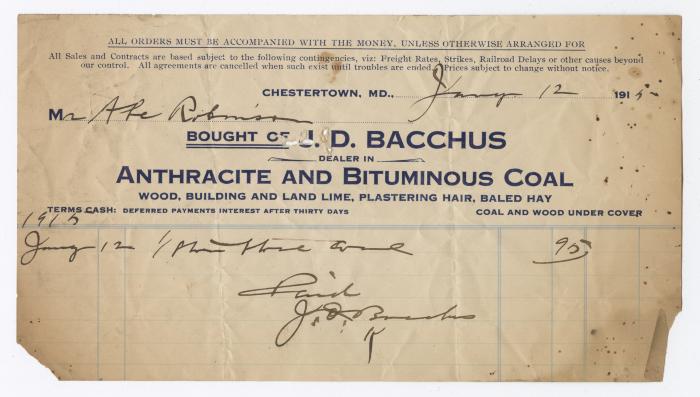 ALL ORDERS MUST BE ACCOMPANIED WITH THE MONEY, UNLESS OTHERWISE ARRANGED FOR
All Sales and Contracts are based subject to the following contingencies, viz: Freight Rates, Strikes, Railroad Delays or other causes beyond
our control. All agreements are cancelled when such exist until troubles are ended. Prices subject to change without notice.
CHESTERTOWN, MD., Jany 12 1915
Mr Abe Robinson
BOUGHT OF J. D. BACCHUS
DEALER IN
ANTHRACITE AND BITUMINOUS COAL
WOOD, BUILDING AND LAND LIME, PLASTERING HAIR, BALED HAY
TERMS CASH: DEFERRED PAYMENTS INTEREST AFTER THIRTY DAYS COAL AND WOOD UNDER COVER
1915
Jany 12 Stove coal 95
Paid
J. D. Bacchus
K